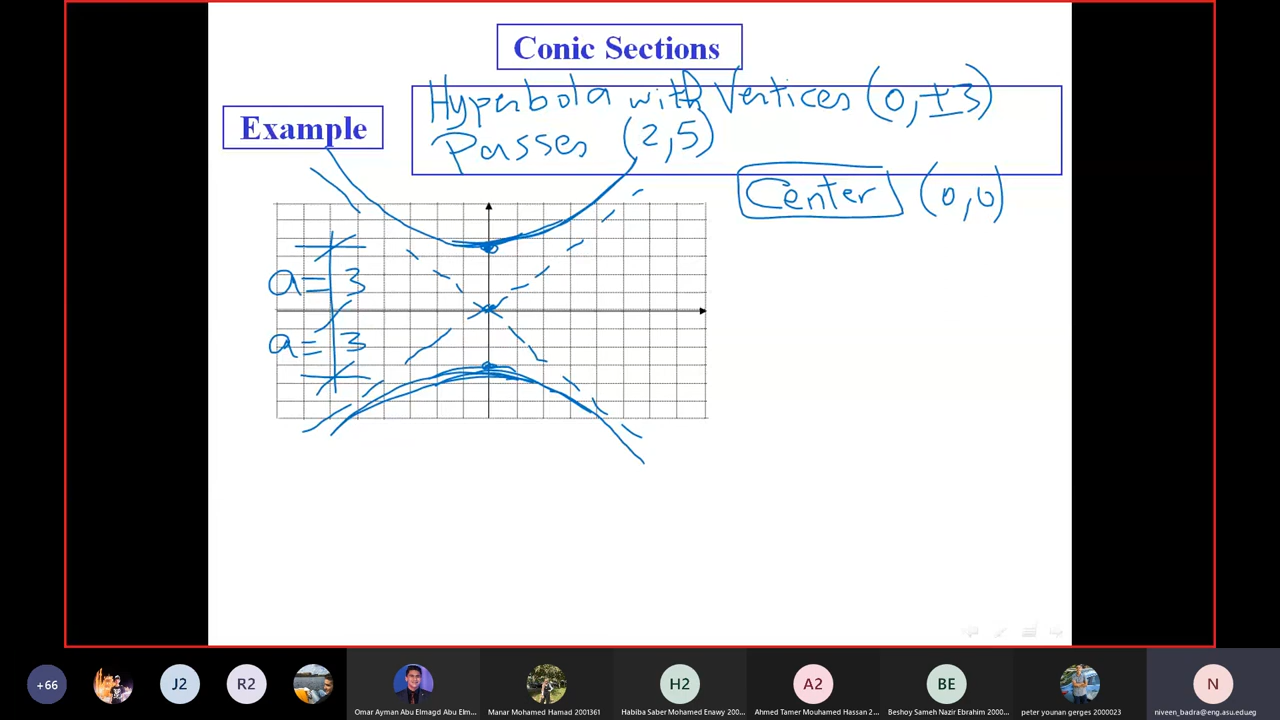 Conic Sections
Hyperbola with Vertices (0, ±3)
Example
Passes (2,5)
Center (0,0)
a = 3
a = 3
+66
J2
R2
H2
A2
BE
N
Omar Ayman Abu Elmagd Abu Elm...
Manar Mohamed Hamad 2001361
Habiba Saber Mohamed Enawy 200...
Ahmed Tamer Mouhamed Hassan 2...
Beshoy Sameh Nazir Ebrahim 2000...
peter younan gerges 2000023
niveen_badra@eng.asu.edu.eg